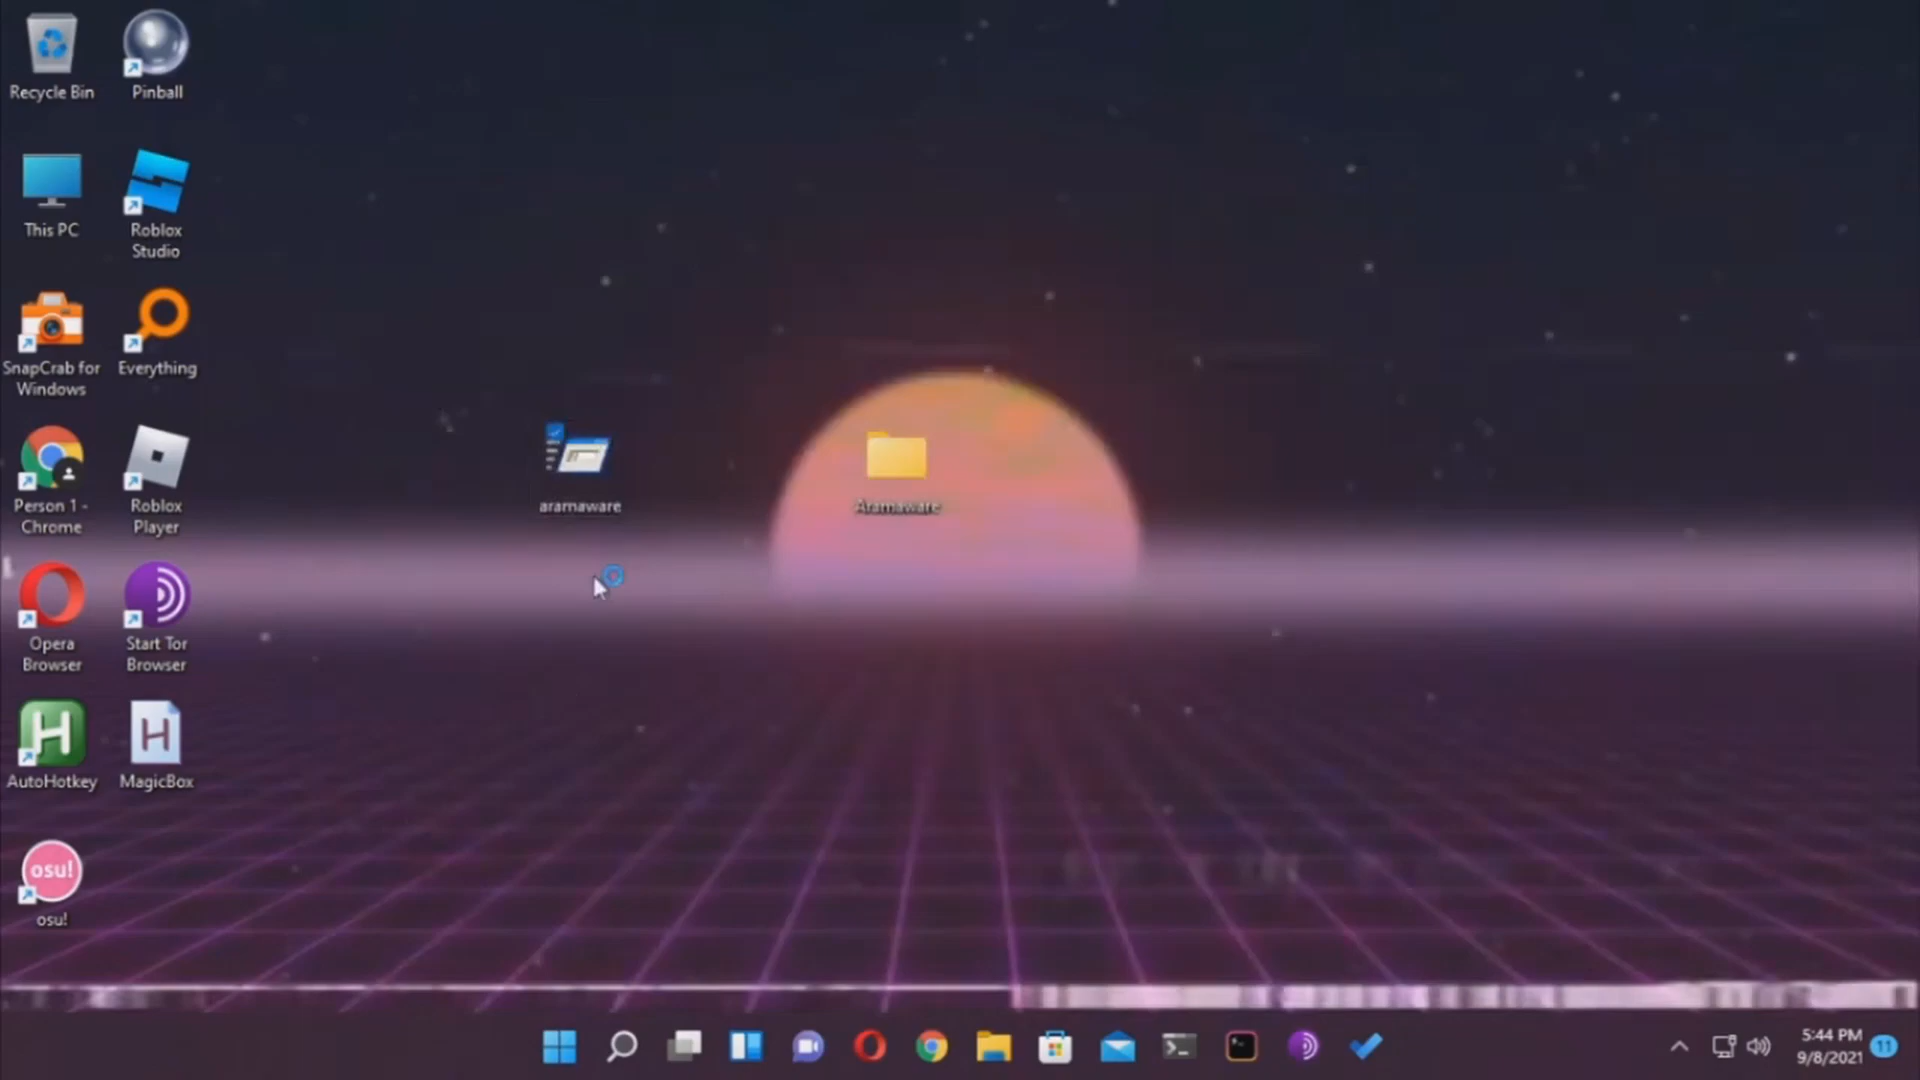 Recycle Bin
Pinball
This PC
Roblox
Studio
SnapCrab for
Windows
Everything
Person 1 -
Chrome
Roblox
Player
aramaware
Aramaware
Opera
Browser
Start Tor
Browser
AutoHotkey
MagicBox
osu!
osu!
5:44 PM
9/8/2021
11